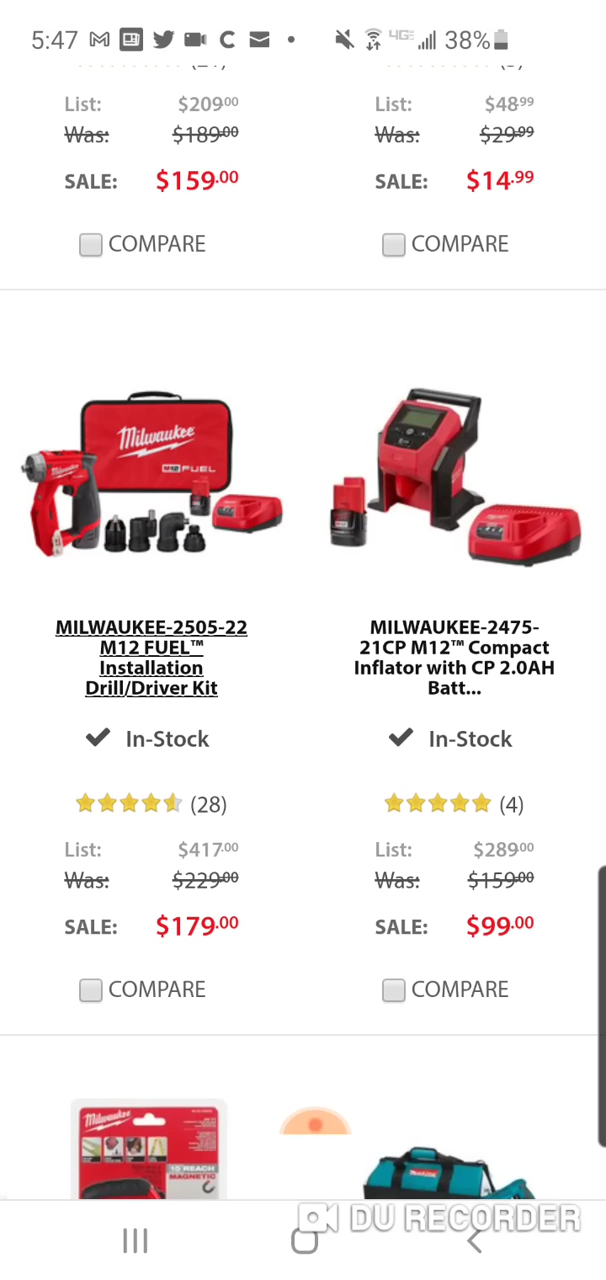 5:47
4GE
38%
List: $209.00
Was: $189.00
SALE: $159.00
COMPARE
List: $48.99
Was: $29.99
SALE: $14.99
COMPARE
Milwaukee
M12 FUEL
MILWAUKEE-2505-22
M12 FUEL™
Installation
Drill/Driver Kit
In-Stock
(28)
List: $417.00
Was: $229.00
SALE: $179.00
COMPARE
MILWAUKEE-2475-
21CP M12™ Compact
Inflator with CP 2.0AH
Batt...
In-Stock
(4)
List: $289.00
Was: $159.00
SALE: $99.00
COMPARE
Milwaukee
REACH
MAGNETIC
DU RECORDER